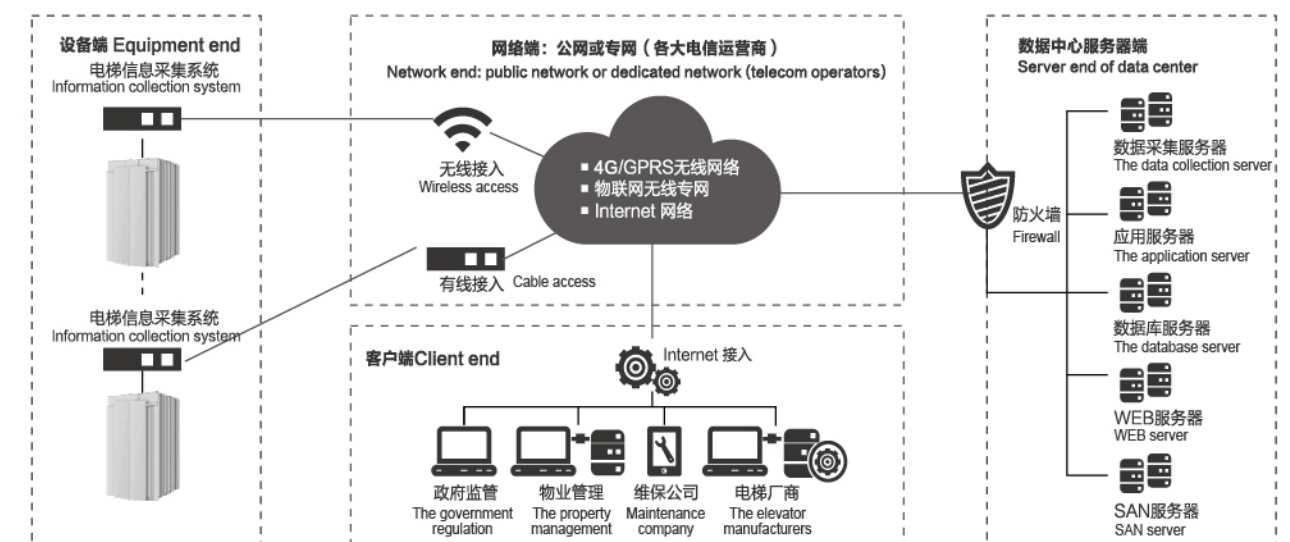 设备端 Equipment end
电梯信息采集系统
Information collection system
电梯信息采集系统
Information collection system
网络端：公网或专网（各大电信运营商）
Network end: public network or dedicated network (telecom operators)
无线接入
Wireless access
▪ 4G/GPRS无线网络
▪ 物联网无线专网
▪ Internet 网络
有线接入 Cable access
客户端Client end
Internet 接入
政府监管
The government
regulation
物业管理
The property
management
维保公司
Maintenance
company
电梯厂商
The elevator
manufacturers
数据中心服务器端
Server end of data center
防火墙
Firewall
数据采集服务器
The data collection server
应用服务器
The application server
数据库服务器
The database server
WEB服务器
WEB server
SAN服务器
SAN server